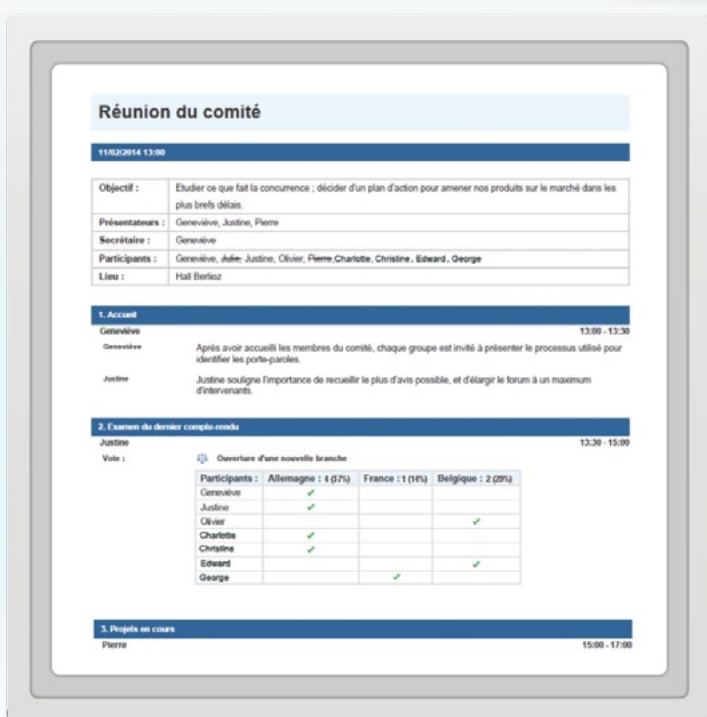 Réunion du comité
11/02/2014 13:00
Objectif : Etudier ce que fait la concurrence ; décider d'un plan d'action pour amener nos produits sur le marché dans les
plus brefs délais.
Présentateurs : Geneviève, Justine, Pierre
Secrétaire : Geneviève
Participants : Geneviève, Julie, Justine, Olivier, Pierre,Charlotte, Christine, Edward, George
Lieu : Hall Berlioz
1. Accueil
Geneviève 13:00 - 13:30
Geneviève Après avoir accueilli les membres du comité, chaque groupe est invité à présenter le processus utilisé pour
identifier les porte-paroles.
Justine Justine souligne l'importance de recueillir le plus d'avis possible, et d'élargir le forum à un maximum
d'intervenants.
2. Examen du dernier compte-rendu
Justine 13:30 - 15:00
Vote : Ouverture d'une nouvelle branche
Participants : Allemagne : 4 (57%) France : 1 (14%) Belgique : 2 (29%)
Geneviève ✔
Justine ✔
Olivier ✔
Charlotte ✔
Christine ✔
Edward ✔
George ✔
3. Projets en cours
Pierre 15:00 - 17:00